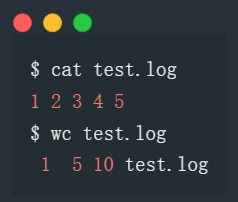 $ cat test.log
1 2 3 4 5
$ wc test.log
 1  5 10 test.log